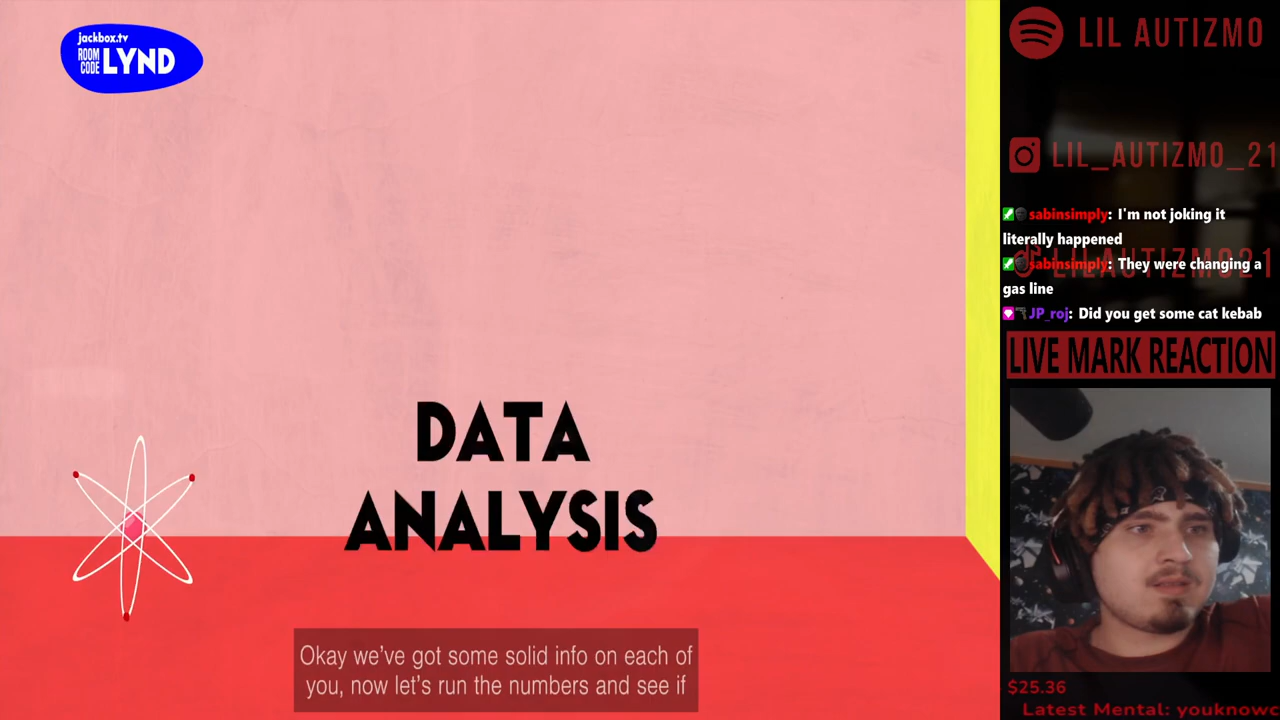 jackbox.tv
ROOM CODE LYND
DATA
ANALYSIS
Okay we've got some solid info on each of
you, now let's run the numbers and see if
LIL AUTIZMO
LIL_AUTIZMO_21
LILAUTIZMO21
sabinsimply: I'm not joking it
literally happened
sabinsimply: They were changing a
gas line
JP_roj: Did you get some cat kebab
LIVE MARK REACTION
$25.36
Latest Mental: youknowc